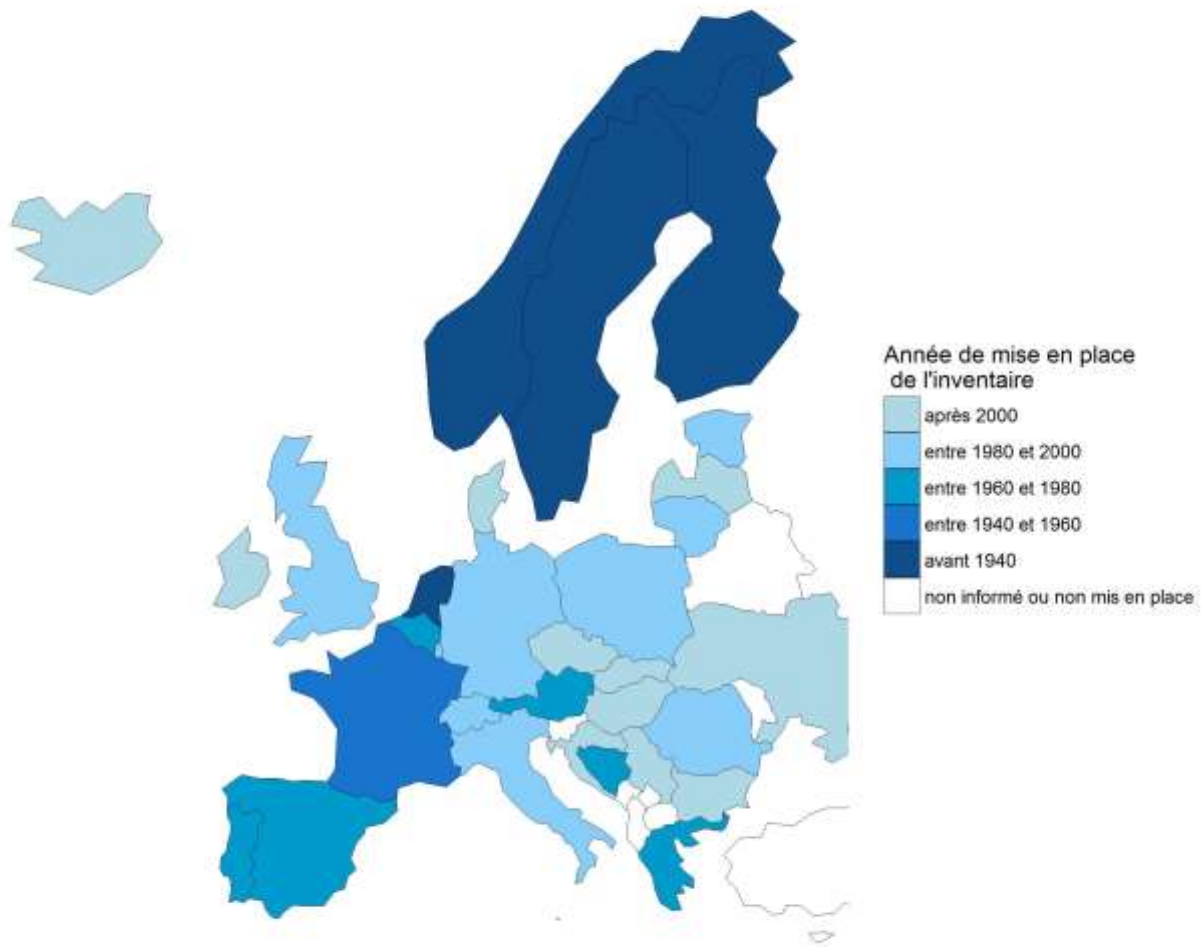 Année de mise en place
de l'inventaire
après 2000
entre 1980 et 2000
entre 1960 et 1980
entre 1940 et 1960
avant 1940
non informé ou non mis en place